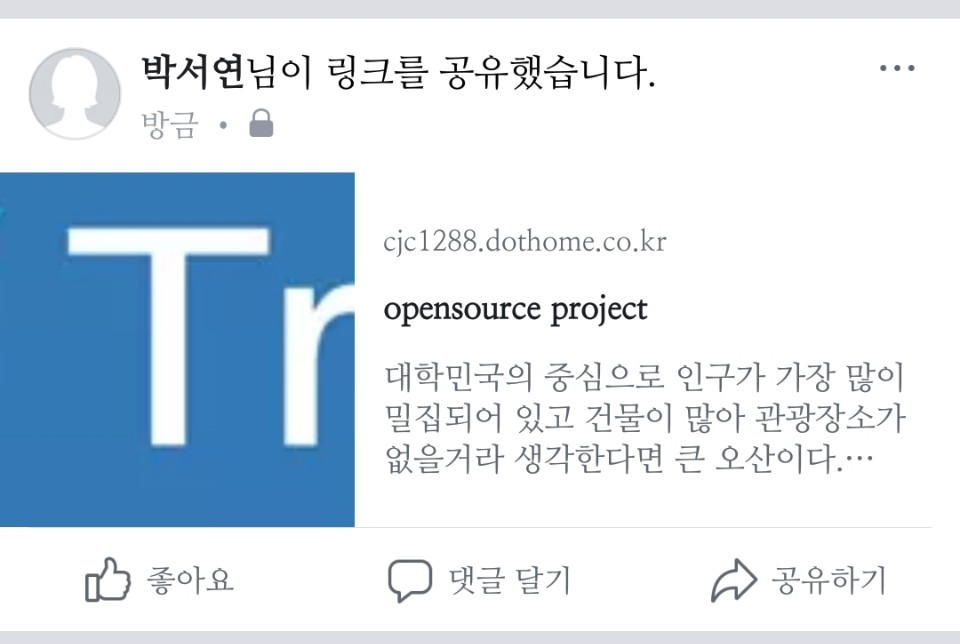 박서연님이 링크를 공유했습니다.
방금 •
Tr
cjc1288.dothome.co.kr
opensource project
대학민국의 중심으로 인구가 가장 많이
밀집되어 있고 건물이 많아 관광장소가
없을거라 생각한다면 큰 오산이다.…
좋아요
댓글 달기
공유하기